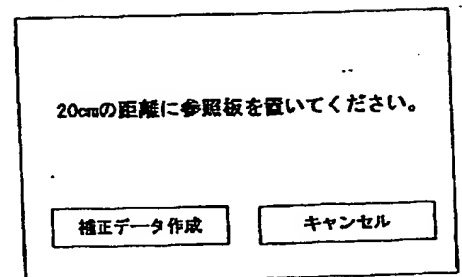 20cmの距離に参照板を置いてください。
補正データ作成
キャンセル